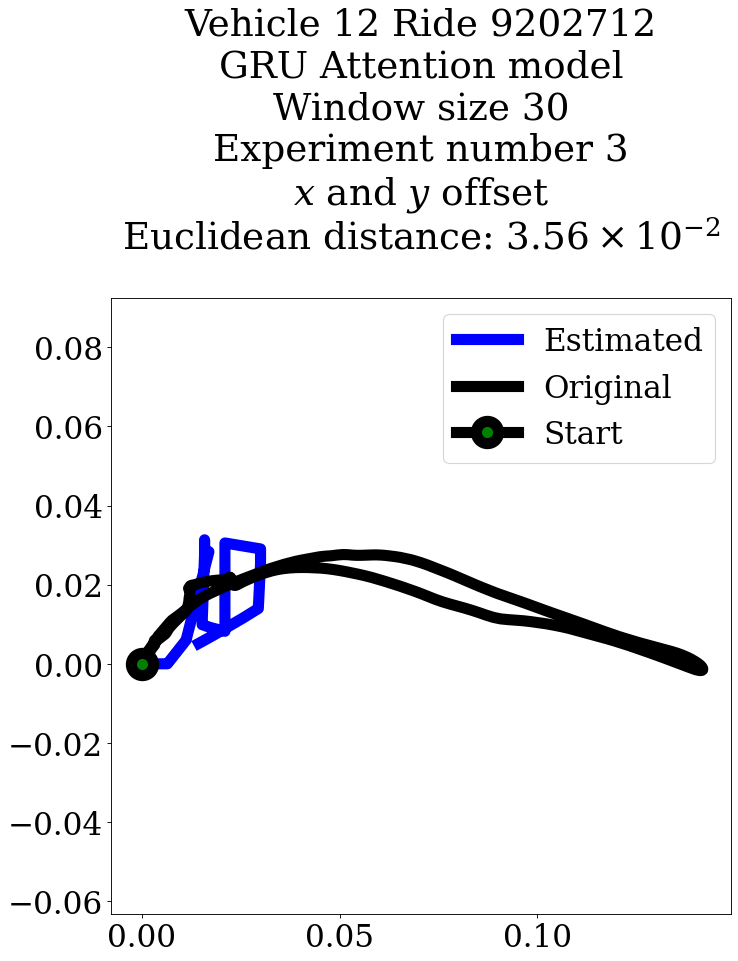 Vehicle 12 Ride 9202712
GRU Attention model
Window size 30
Experiment number 3
x and y offset
Euclidean distance: 3.56 × 10⁻²
Estimated
Original
Start
0.08
0.06
0.04
0.02
0.00
−0.02
−0.04
−0.06
0.00 0.05 0.10